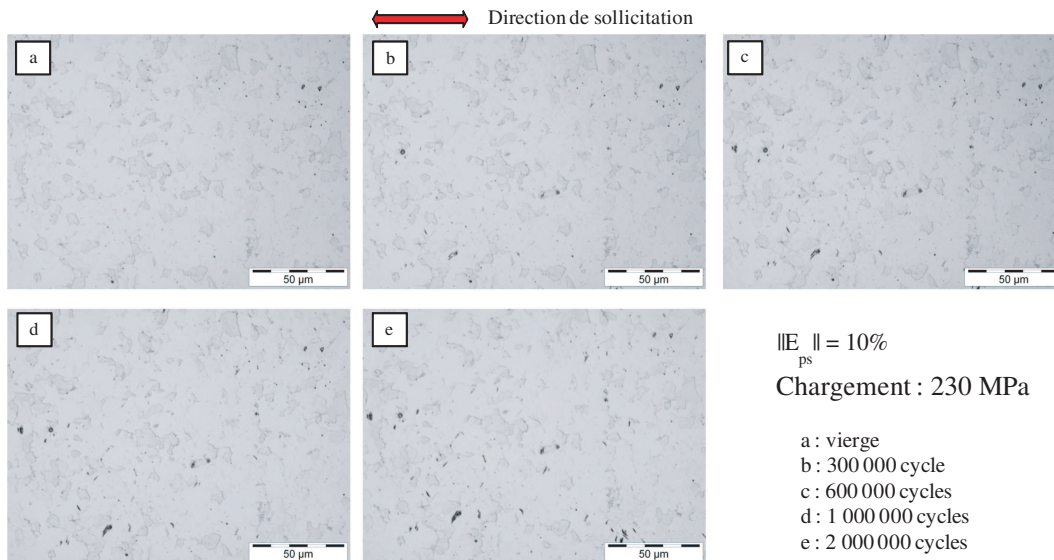 Direction de sollicitation
a
b
c
50 µm
50 µm
50 µm
d
e
50 µm
50 µm
||E_ps|| = 10%
Chargement : 230 MPa
a : vierge
b : 300 000 cycle
c : 600 000 cycles
d : 1 000 000 cycles
e : 2 000 000 cycles